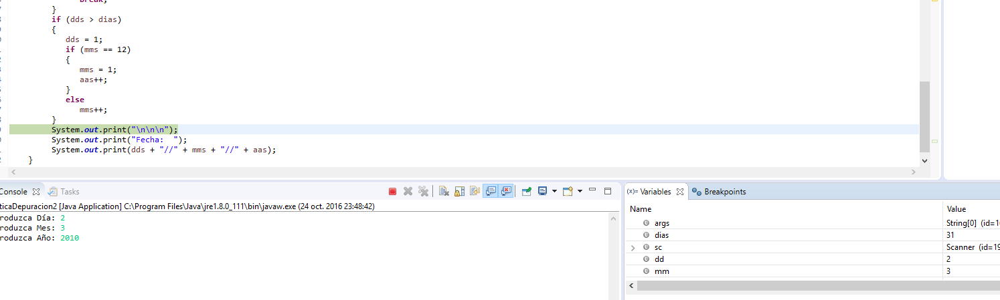 break;
}
if (dds > dias)
{
dds = 1;
if (mms == 12)
{
mms = 1;
aas++;
}
else
mms++;
}
System.out.print("\n\n\n");
System.out.print("Fecha:  ");
System.out.print(dds + "//" + mms + "//" + aas);
}
Console Tasks
ticaDepuracion2 [Java Application] C:\Program Files\Java\jre1.8.0_111\bin\javaw.exe (24 oct. 2016 23:48:42)
roduzca Día: 2
roduzca Mes: 3
roduzca Año: 2010
(x)= Variables Breakpoints
Name Value
args String[0] (id=1
dias 31
sc Scanner (id=19
dd 2
mm 3